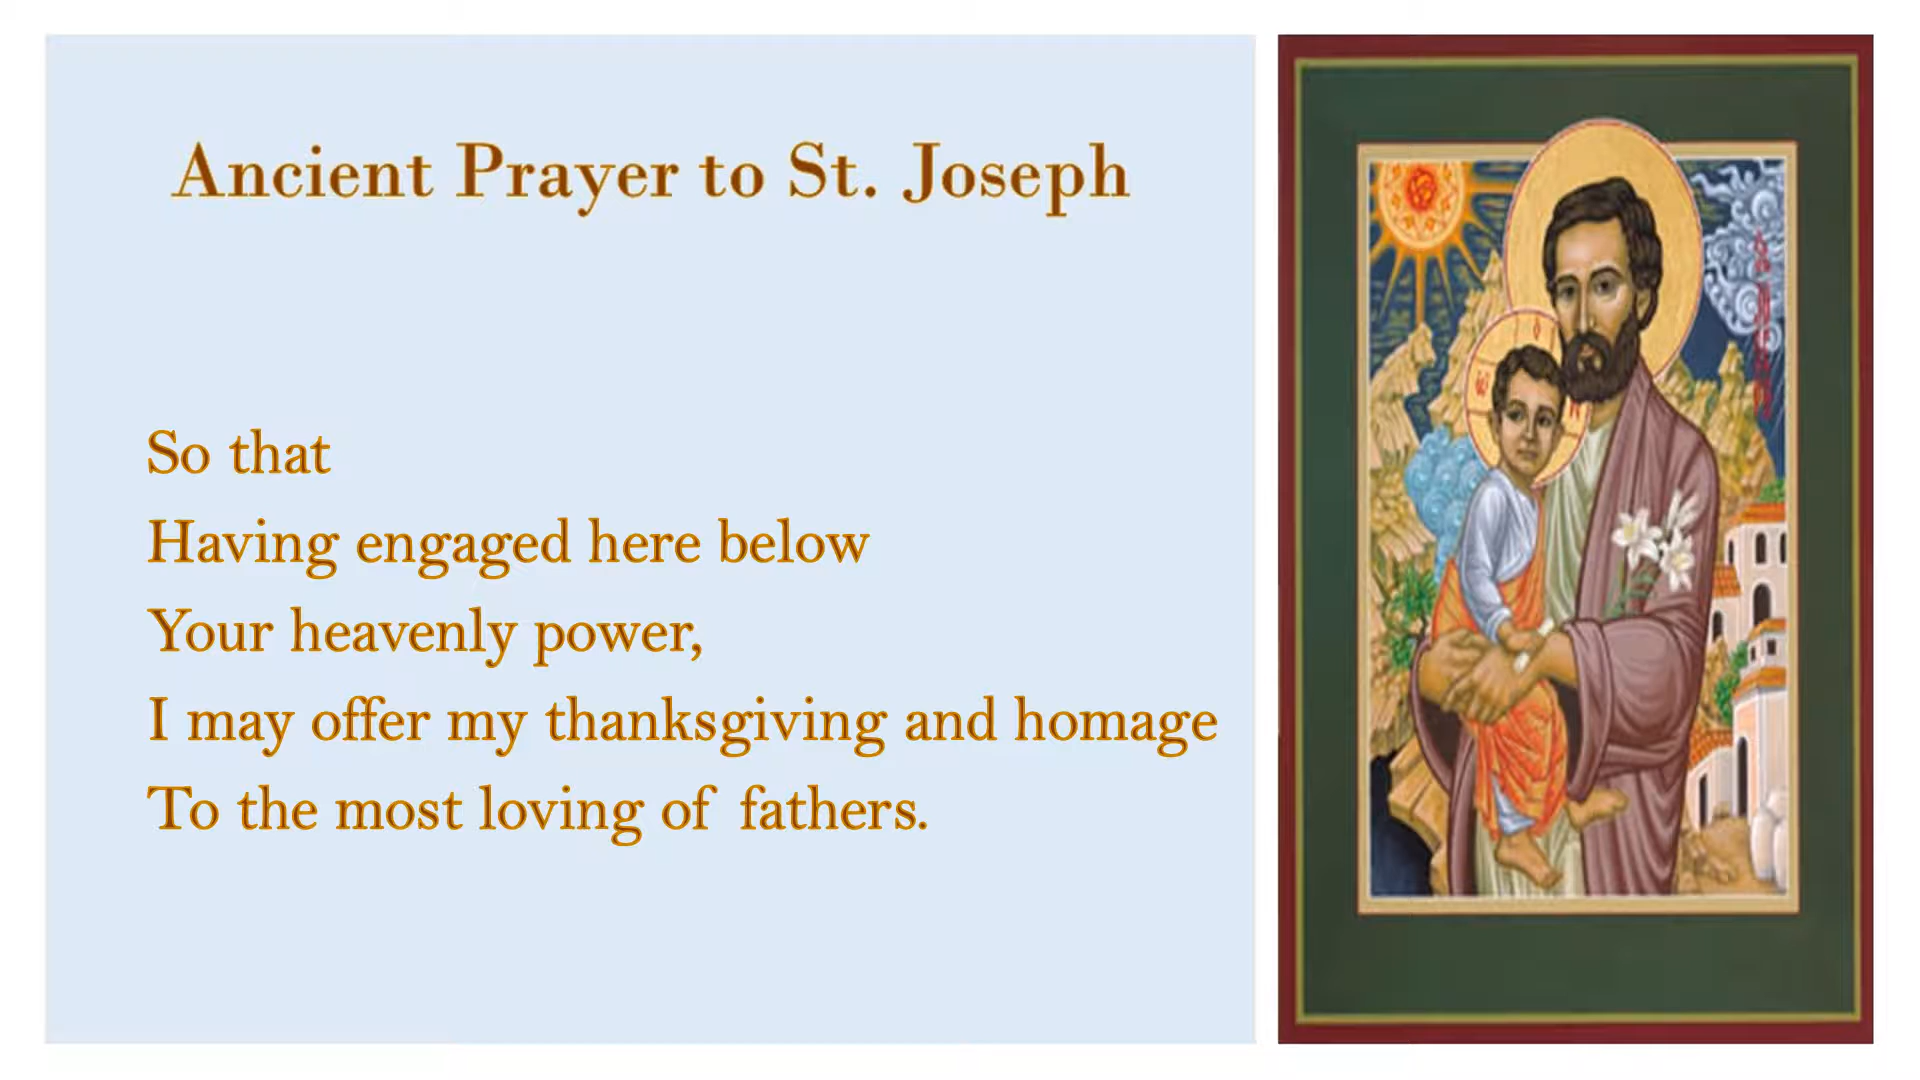 Ancient Prayer to St. Joseph
So that
Having engaged here below
Your heavenly power,
I may offer my thanksgiving and homage
To the most loving of fathers.